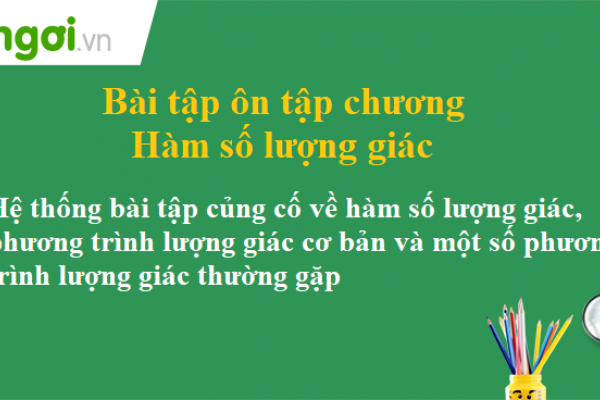 ngơi.vn
Bài tập ôn tập chương
Hàm số lượng giác
Hệ thống bài tập củng cố về hàm số lượng giác,
phương trình lượng giác cơ bản và một số phươn
trình lượng giác thường gặp